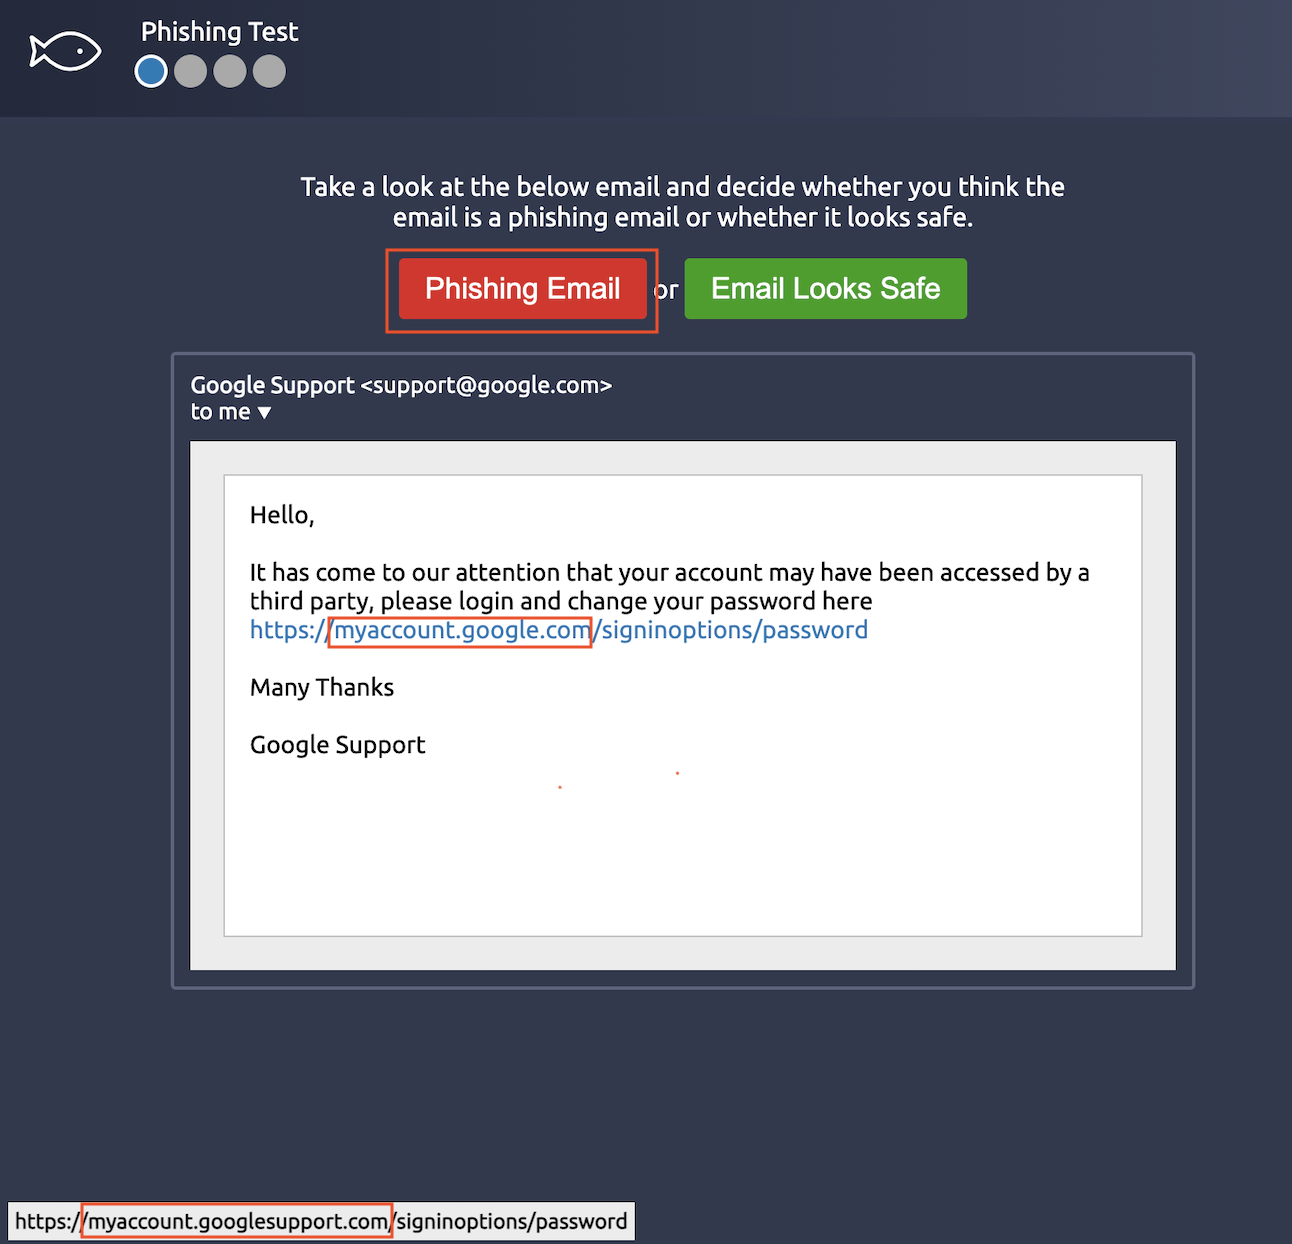 Phishing Test
Take a look at the below email and decide whether you think the
email is a phishing email or whether it looks safe.
Phishing Email or Email Looks Safe
Google Support <support@google.com>
to me ▼
Hello,
It has come to our attention that your account may have been accessed by a
third party, please login and change your password here
https://myaccount.google.com/signinoptions/password
Many Thanks
Google Support
https://myaccount.googlesupport.com/signinoptions/password